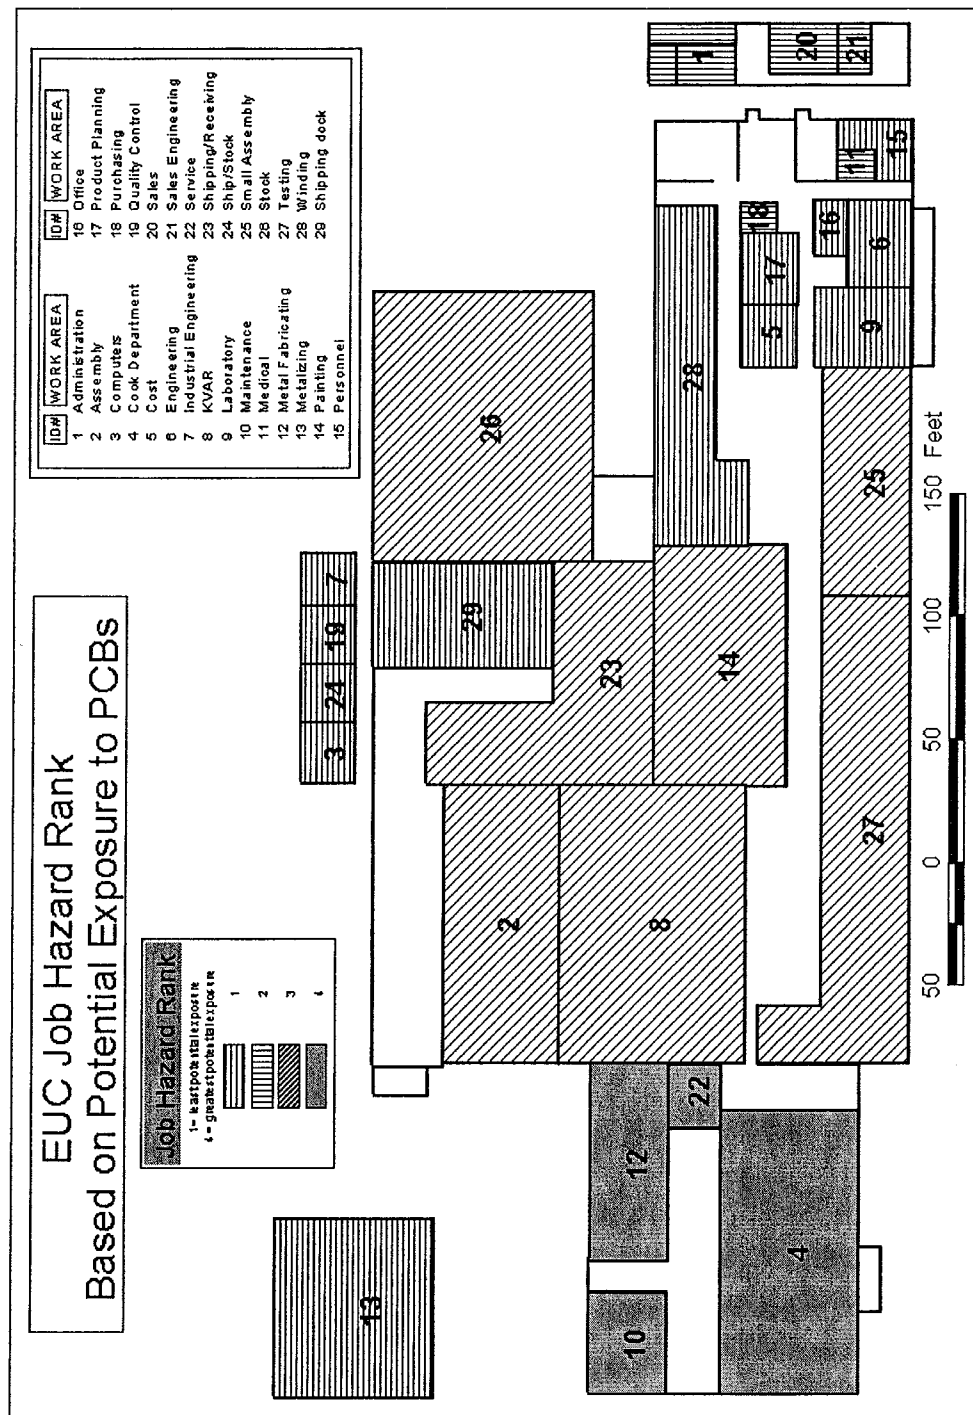 EUC Job Hazard Rank
Based on Potential Exposure to PCBs
Job Hazard Rank
1= least potential exposure
4= greatest potential exposure
1
2
3
4
ID# WORK AREA
1 Administration
2 Assembly
3 Computers
4 Cook Department
5 Cost
6 Engineering
7 Industrial Engineering
8 KVAR
9 Laboratory
10 Maintenance
11 Medical
12 Metal Fabricating
13 Metalizing
14 Painting
15 Personnel
ID# WORK AREA
16 Office
17 Product Planning
18 Purchasing
19 Quality Control
20 Sales
21 Sales Engineering
22 Service
23 Shipping/Receiving
24 Ship/Stock
25 Small Assembly
26 Stock
27 Testing
28 Winding
29 Shipping dock
3 24 19 7
13
29
26
2
23
1
8
14
28
10
12
22
5 17 18
20
4
27
25
9
6
16
11
15
21
50 0 50 100 150 Feet